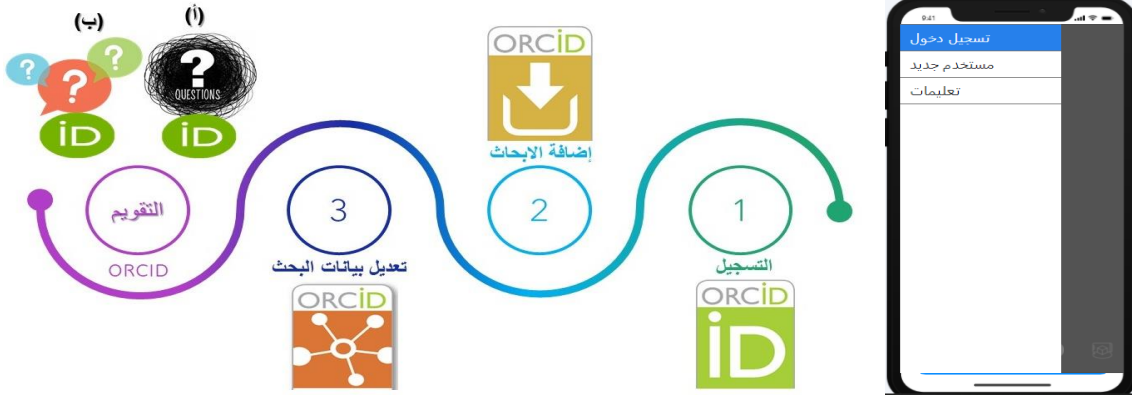 (أ)
(ب)
?
QUESTIONS
iD
? ? ?
iD
ORCID
إضافة الابحاث
1
2
3
التقويم
التسجيل
تعديل بيانات البحث
ORCID
ORCID
iD
ORCID
9:41
تسجيل دخول
مستخدم جديد
تعليمات